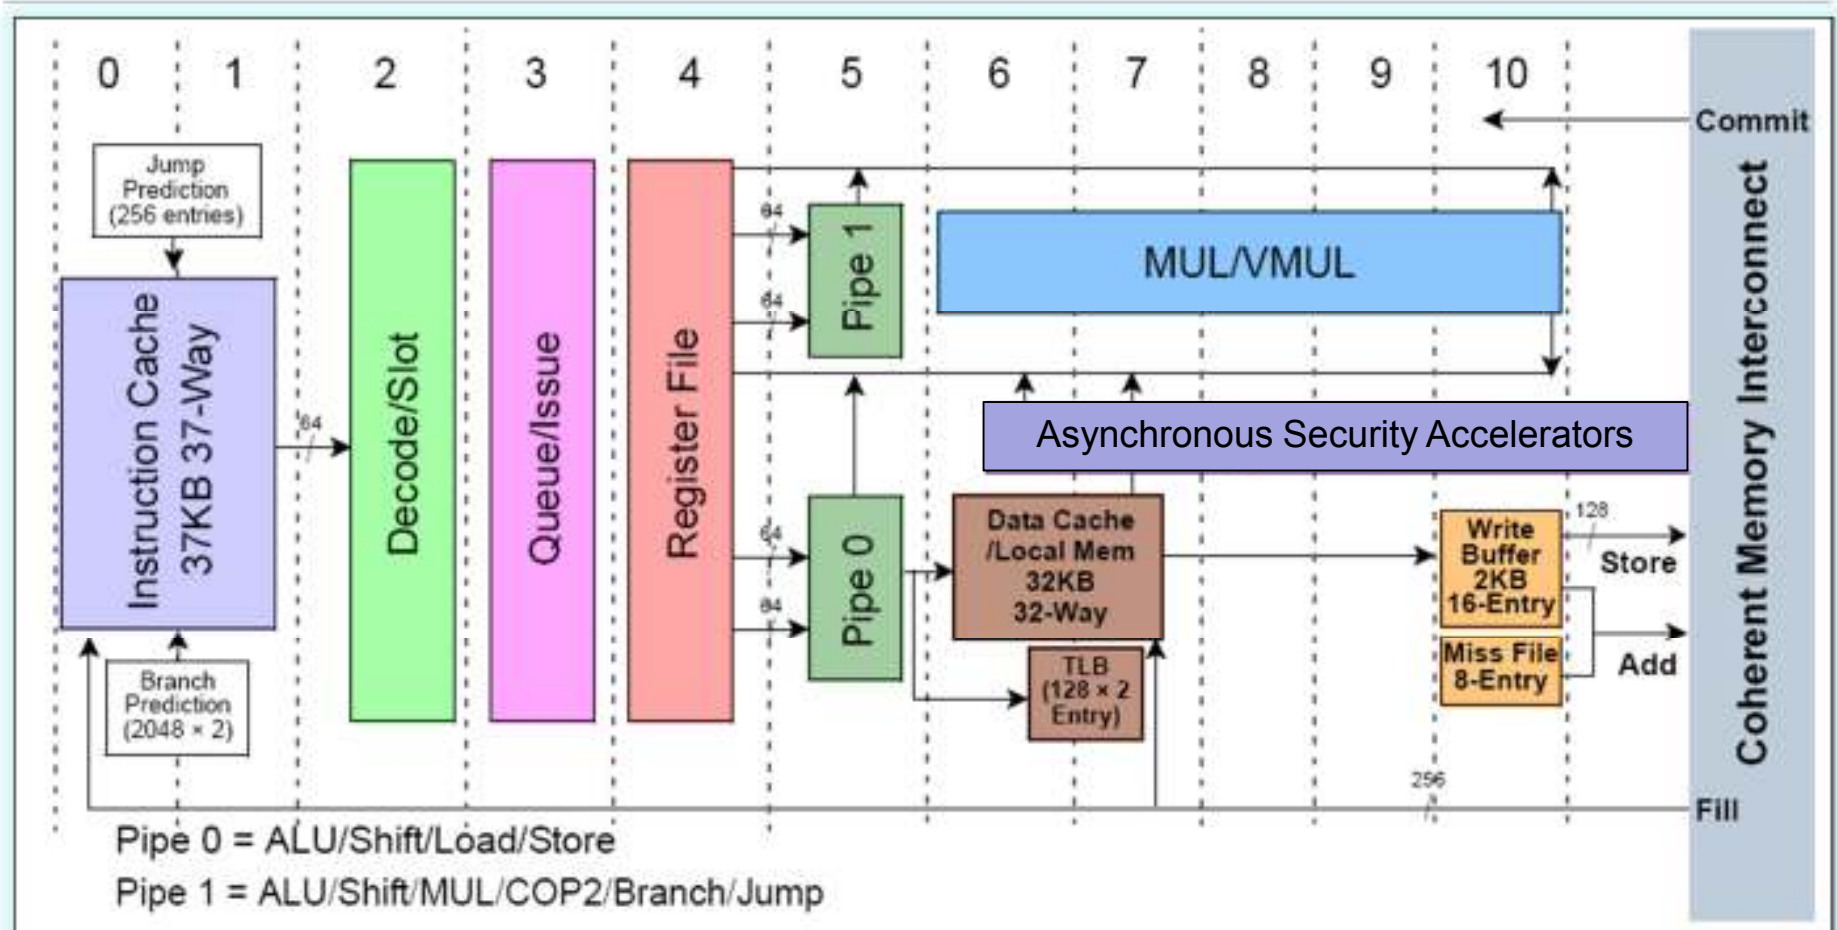 0 1 2 3 4 5 6 7 8 9 10
Commit
Jump
Prediction
(256 entries)
Instruction Cache
37KB 37-Way
Branch
Prediction
(2048 × 2)
64
Decode/Slot
Queue/Issue
Register File
64
64
Pipe 1
MUL/VMUL
Asynchronous Security Accelerators
64
64
Pipe 0
Data Cache
/Local Mem
32KB
32-Way
TLB
(128 × 2
Entry)
Write
Buffer
2KB
16-Entry
Miss File
8-Entry
128
Store
Add
256
Fill
Coherent Memory Interconnect
Pipe 0 = ALU/Shift/Load/Store
Pipe 1 = ALU/Shift/MUL/COP2/Branch/Jump